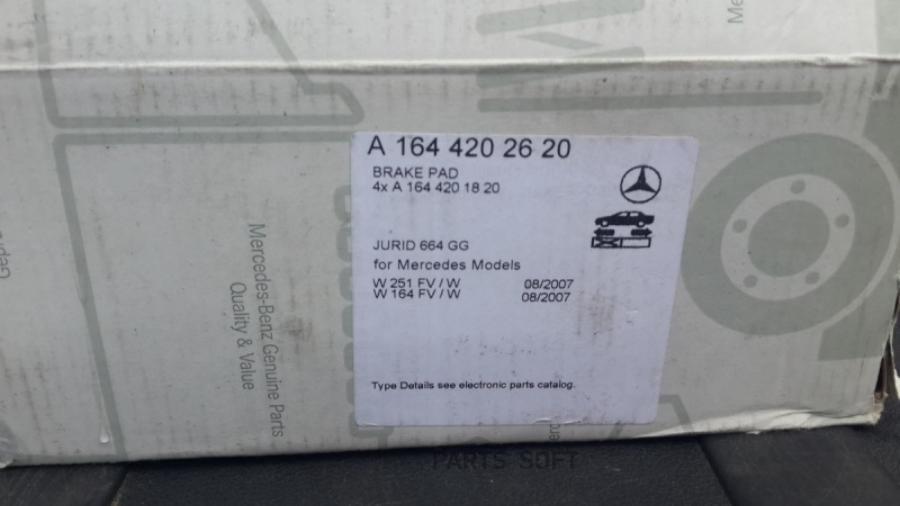 A 164 420 26 20
BRAKE PAD
4x A 164 420 18 20
JURID 664 GG
for Mercedes Models
W 251 FV / W 08/2007
W 164 FV / W 08/2007
Type Details see electronic parts catalog.
Mercedes-Benz Genuine Parts
Quality & Value
Me
PARTS SOFT